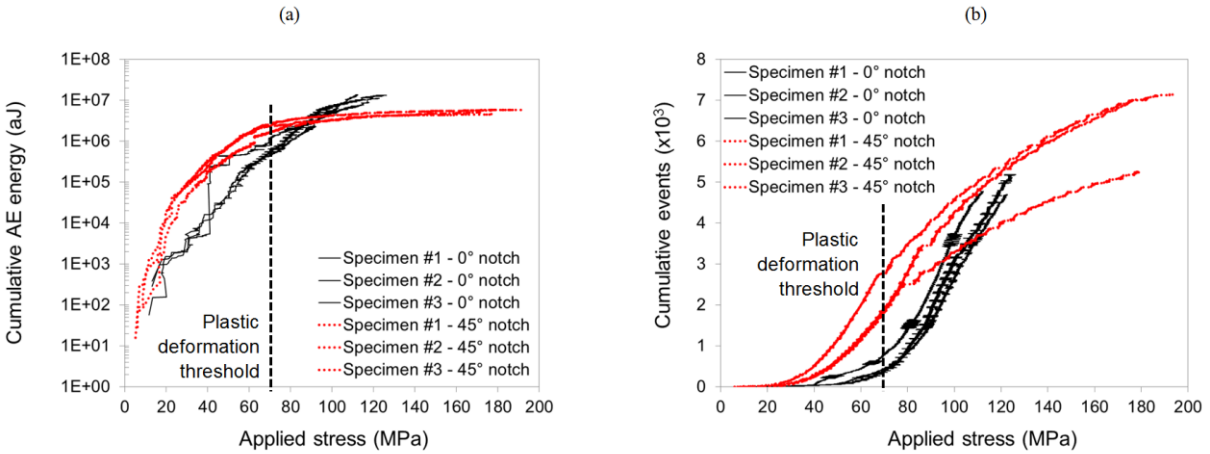 (a)
1E+08
1E+07
1E+06
1E+05
1E+04
1E+03
1E+02
1E+01
1E+00
Cumulative AE energy (aJ)
Specimen #1 - 0° notch
Specimen #2 - 0° notch
Specimen #3 - 0° notch
Specimen #1 - 45° notch
Specimen #2 - 45° notch
Specimen #3 - 45° notch
Plastic
deformation
threshold
0 20 40 60 80 100 120 140 160 180 200
Applied stress (MPa)
(b)
8
7
6
5
4
3
2
1
0
Cumulative events (x10³)
Specimen #1 - 0° notch
Specimen #2 - 0° notch
Specimen #3 - 0° notch
Specimen #1 - 45° notch
Specimen #2 - 45° notch
Specimen #3 - 45° notch
Plastic
deformation
threshold
0 20 40 60 80 100 120 140 160 180 200
Applied stress (MPa)